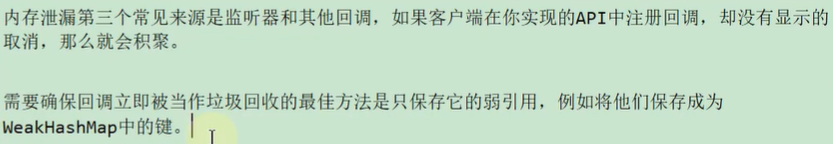 内存泄漏第三个常见来源是监听器和其他回调，如果客户端在你实现的API中注册回调，却没有显示的
取消，那么就会积聚。
需要确保回调立即被当作垃圾回收的最佳方法是只保存它的弱引用，例如将他们保存成为
WeakHashMap中的键。